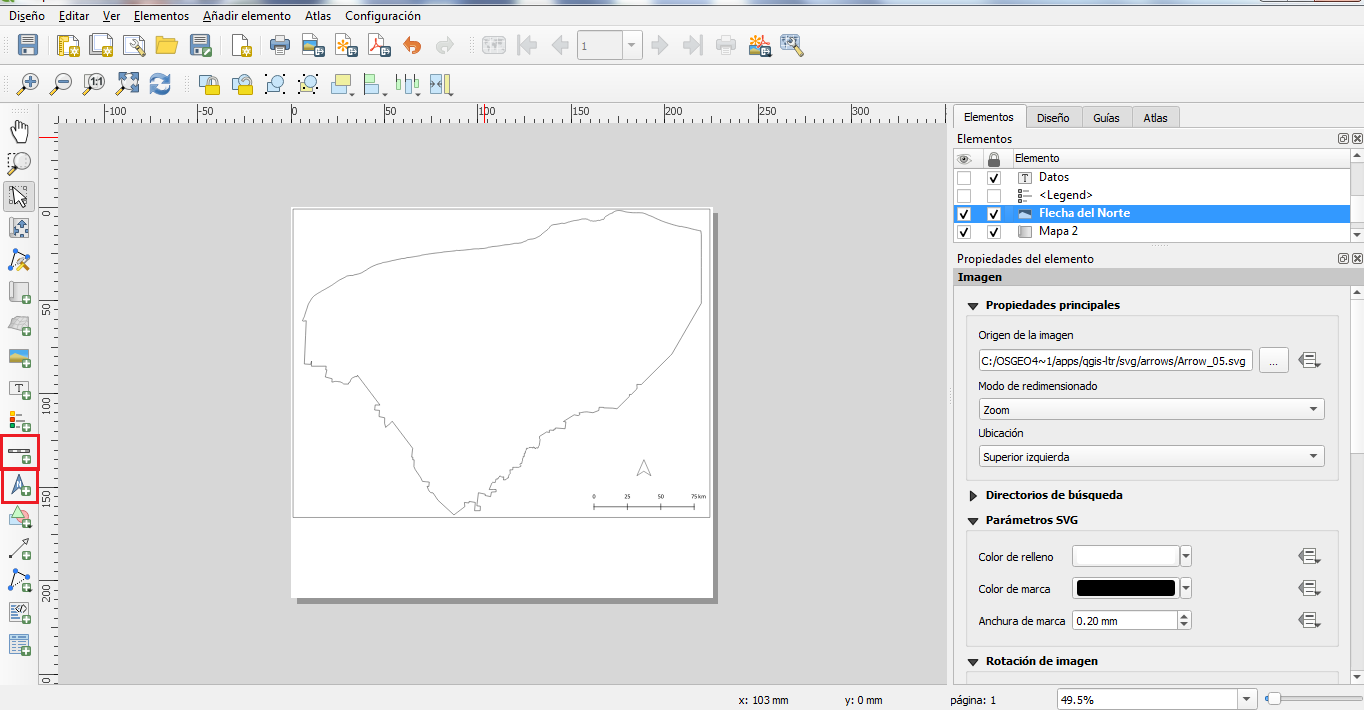 Diseño Editar Ver Elementos Añadir elemento Atlas Configuración
1
1:1
-100 -50 0 50 100 150 200 250 300
0
50
100
150
200
0
0 25 50 75 km
Elementos Diseño Guías Atlas
Elementos
Elemento
T Datos
<Legend>
Flecha del Norte
Mapa 2
Propiedades del elemento
Imagen
Propiedades principales
Origen de la imagen
C:/OSGEO4~1/apps/qgis-ltr/svg/arrows/Arrow_05.svg ...
Modo de redimensionado
Zoom
Ubicación
Superior izquierda
Directorios de búsqueda
Parámetros SVG
Color de relleno
Color de marca
Anchura de marca 0.20 mm
Rotación de imagen
x: 103 mm y: 0 mm página: 1 49.5%